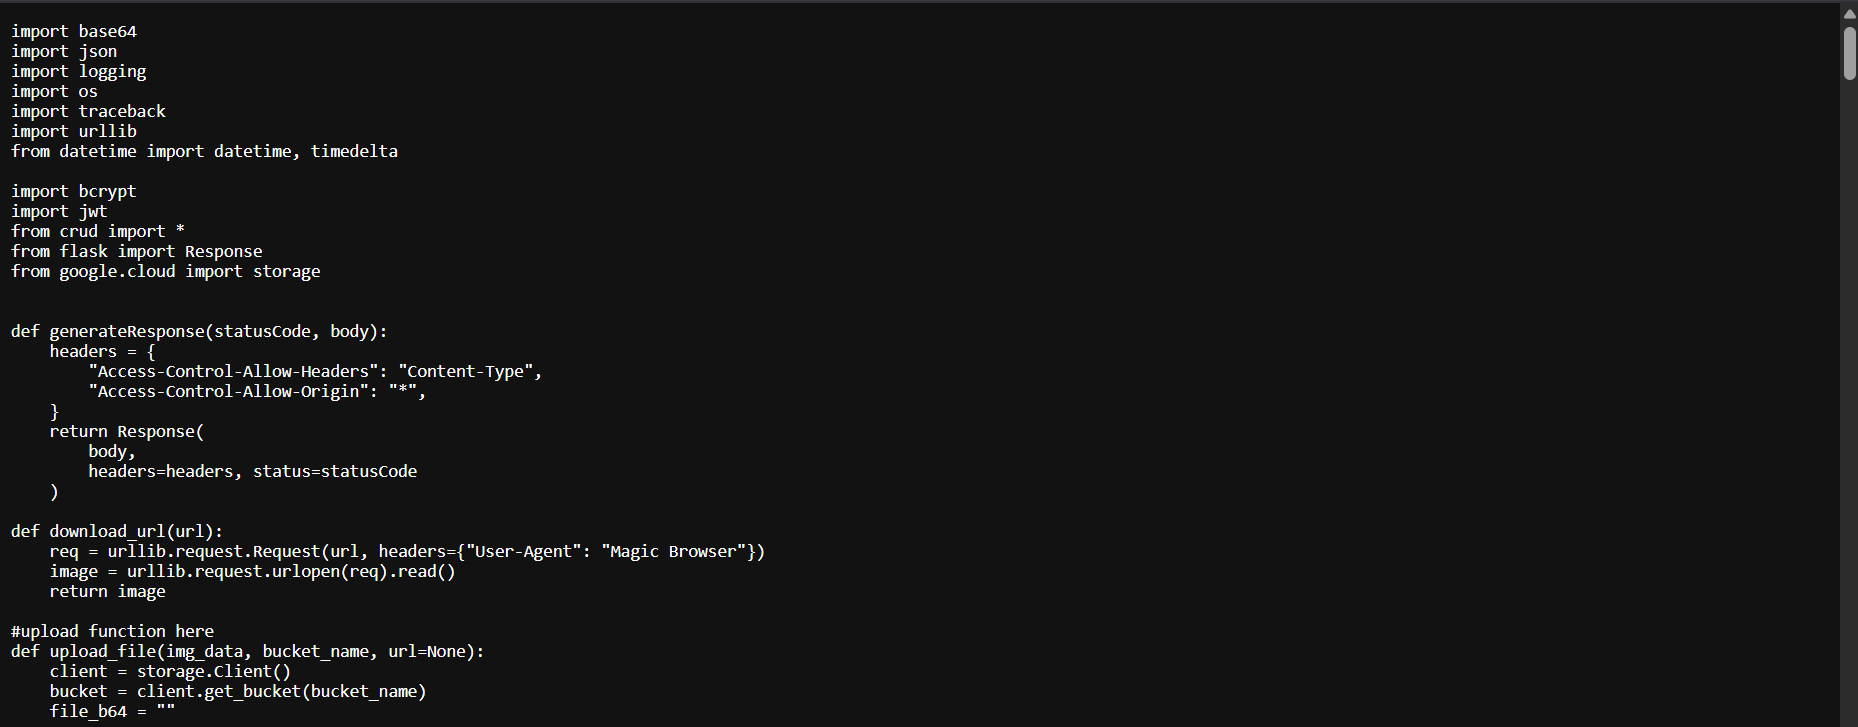 import base64
import json
import logging
import os
import traceback
import urllib
from datetime import datetime, timedelta

import bcrypt
import jwt
from crud import *
from flask import Response
from google.cloud import storage


def generateResponse(statusCode, body):
    headers = {
        "Access-Control-Allow-Headers": "Content-Type",
        "Access-Control-Allow-Origin": "*",
    }
    return Response(
        body,
        headers=headers, status=statusCode
    )

def download_url(url):
    req = urllib.request.Request(url, headers={"User-Agent": "Magic Browser"})
    image = urllib.request.urlopen(req).read()
    return image

#upload function here
def upload_file(img_data, bucket_name, url=None):
    client = storage.Client()
    bucket = client.get_bucket(bucket_name)
    file_b64 = ""